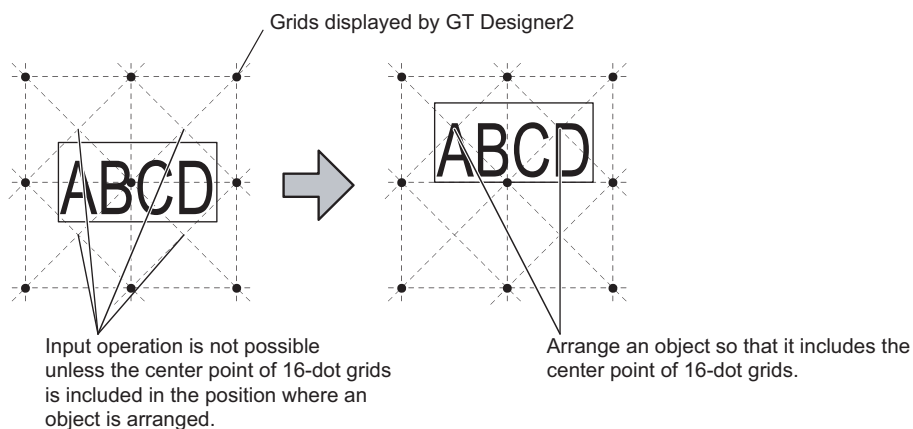 Grids displayed by GT Designer2
ABCD
ABCD
Input operation is not possible
unless the center point of 16-dot grids
is included in the position where an
object is arranged.
Arrange an object so that it includes the
center point of 16-dot grids.